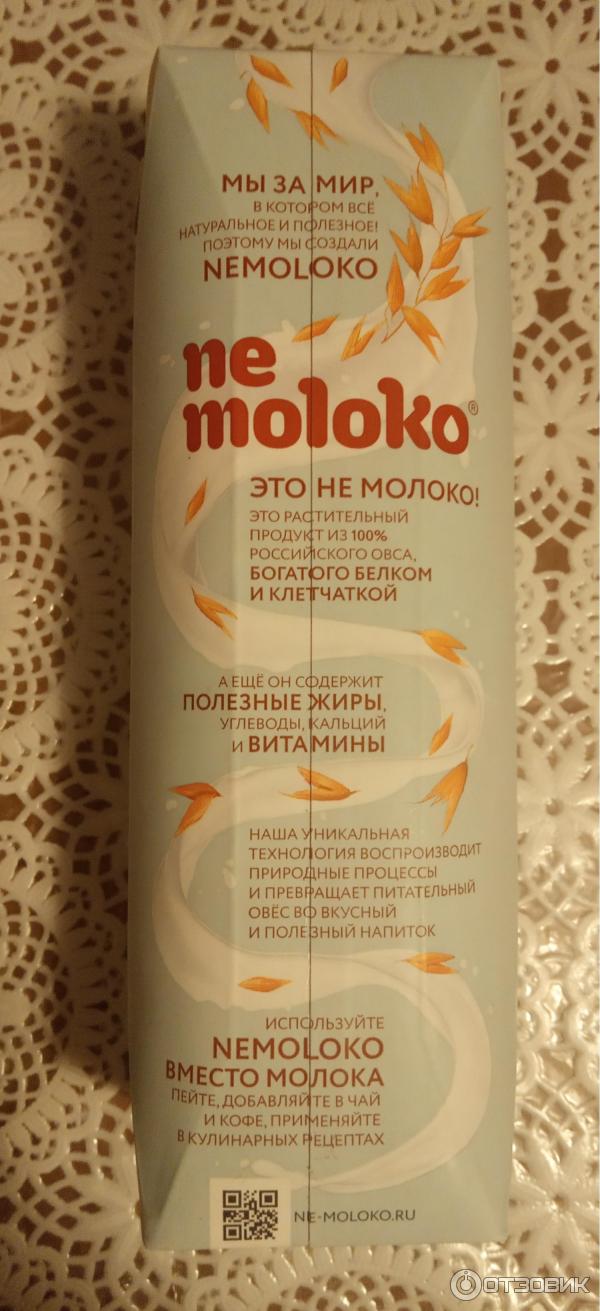 МЫ ЗА МИР,
В КОТОРОМ ВСЁ
НАТУРАЛЬНОЕ И ПОЛЕЗНОЕ!
ПОЭТОМУ МЫ СОЗДАЛИ
NEMOLOKO
ne
moloko®
ЭТО НЕ МОЛОКО!
ЭТО РАСТИТЕЛЬНЫЙ
ПРОДУКТ ИЗ 100%
РОССИЙСКОГО ОВСА,
БОГАТОГО БЕЛКОМ
И КЛЕТЧАТКОЙ
А ЕЩЁ ОН СОДЕРЖИТ
ПОЛЕЗНЫЕ ЖИРЫ,
УГЛЕВОДЫ, КАЛЬЦИЙ
И ВИТАМИНЫ
НАША УНИКАЛЬНАЯ
ТЕХНОЛОГИЯ ВОСПРОИЗВОДИТ
ПРИРОДНЫЕ ПРОЦЕССЫ
И ПРЕВРАЩАЕТ ПИТАТЕЛЬНЫЙ
ОВЁС ВО ВКУСНЫЙ
И ПОЛЕЗНЫЙ НАПИТОК
ИСПОЛЬЗУЙТЕ
NEMOLOKO
ВМЕСТО МОЛОКА
ПЕЙТЕ, ДОБАВЛЯЙТЕ В ЧАЙ
И КОФЕ, ПРИМЕНЯЙТЕ
В КУЛИНАРНЫХ РЕЦЕПТАХ
NE-MOLOKO.RU
ОТЗОВИК